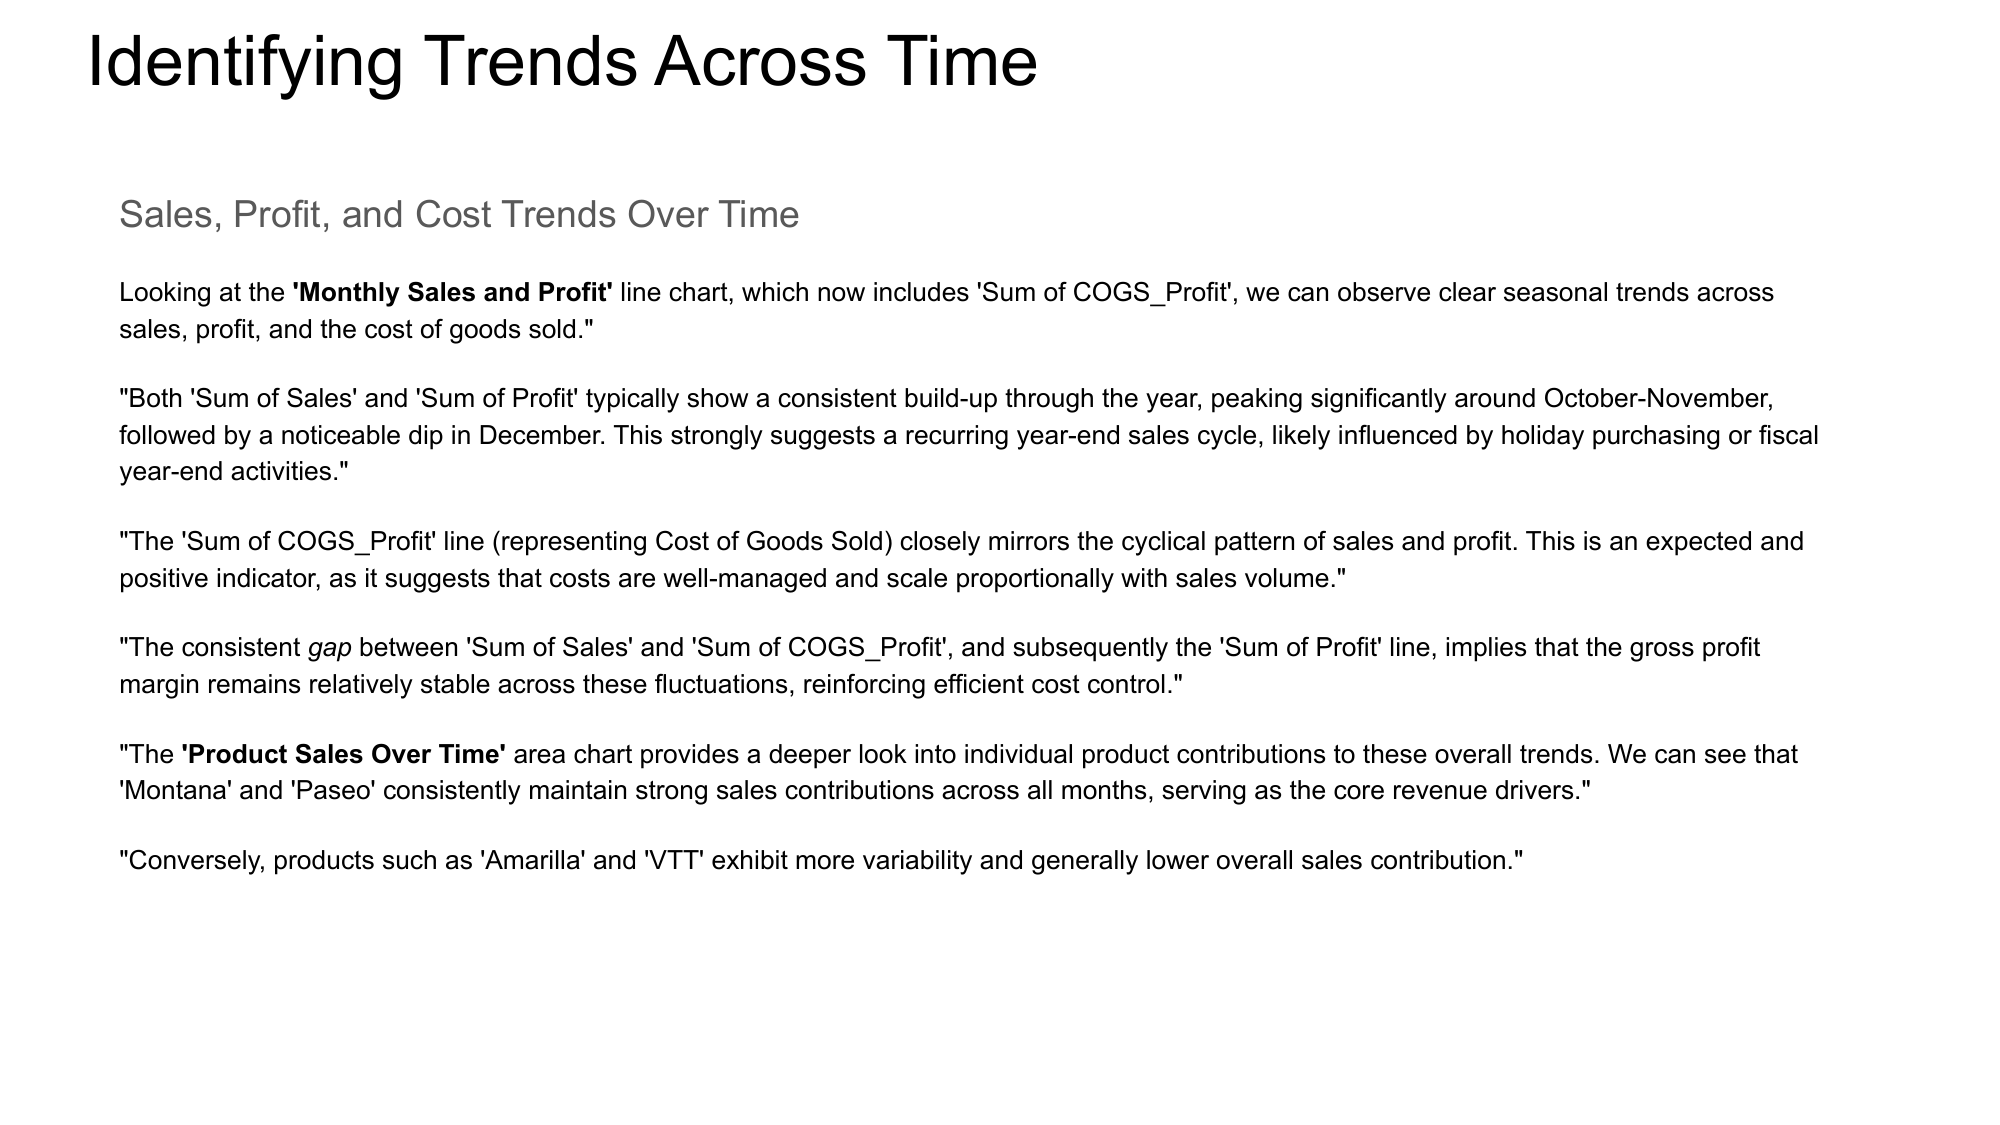 Identifying Trends Across Time
Sales, Profit, and Cost Trends Over Time
Looking at the 'Monthly Sales and Profit' line chart, which now includes 'Sum of COGS_Profit', we can observe clear seasonal trends across
sales, profit, and the cost of goods sold."
"Both 'Sum of Sales' and 'Sum of Profit' typically show a consistent build-up through the year, peaking significantly around October-November,
followed by a noticeable dip in December. This strongly suggests a recurring year-end sales cycle, likely influenced by holiday purchasing or fiscal
year-end activities."
"The 'Sum of COGS_Profit' line (representing Cost of Goods Sold) closely mirrors the cyclical pattern of sales and profit. This is an expected and
positive indicator, as it suggests that costs are well-managed and scale proportionally with sales volume."
"The consistent gap between 'Sum of Sales' and 'Sum of COGS_Profit', and subsequently the 'Sum of Profit' line, implies that the gross profit
margin remains relatively stable across these fluctuations, reinforcing efficient cost control."
"The 'Product Sales Over Time' area chart provides a deeper look into individual product contributions to these overall trends. We can see that
'Montana' and 'Paseo' consistently maintain strong sales contributions across all months, serving as the core revenue drivers."
"Conversely, products such as 'Amarilla' and 'VTT' exhibit more variability and generally lower overall sales contribution."